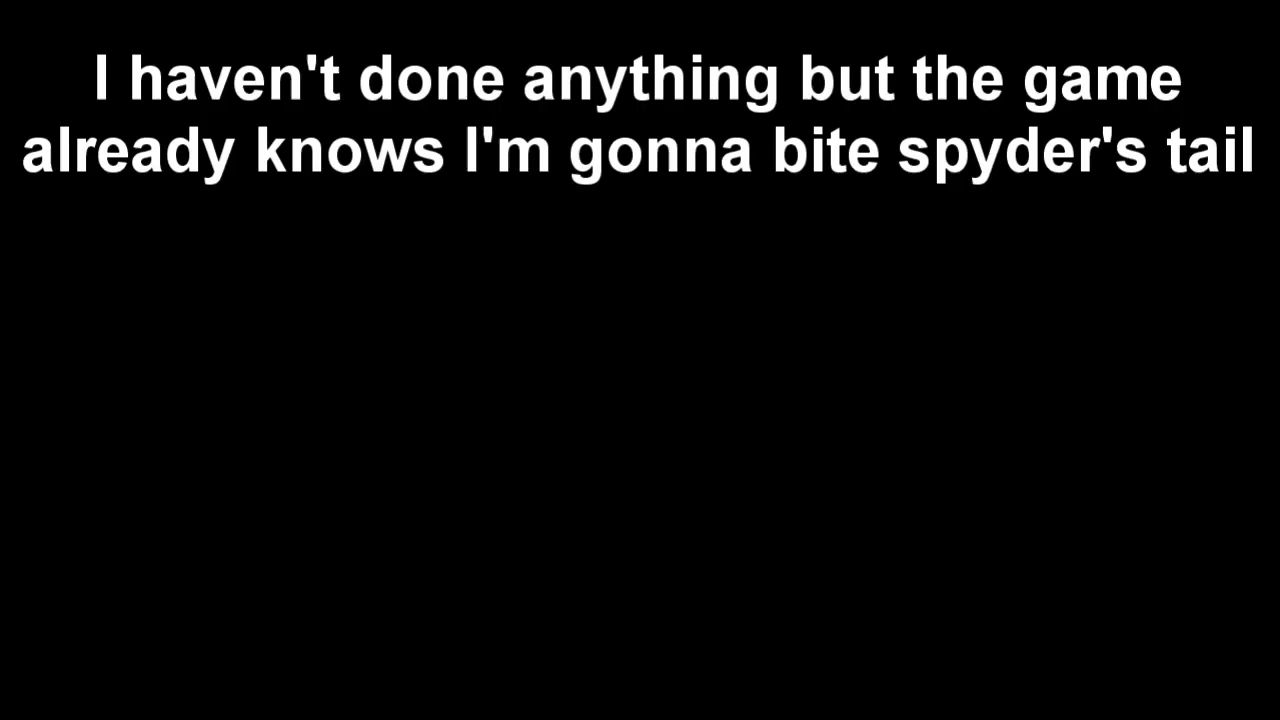 I haven't done anything but the game
already knows I'm gonna bite spyder's tail